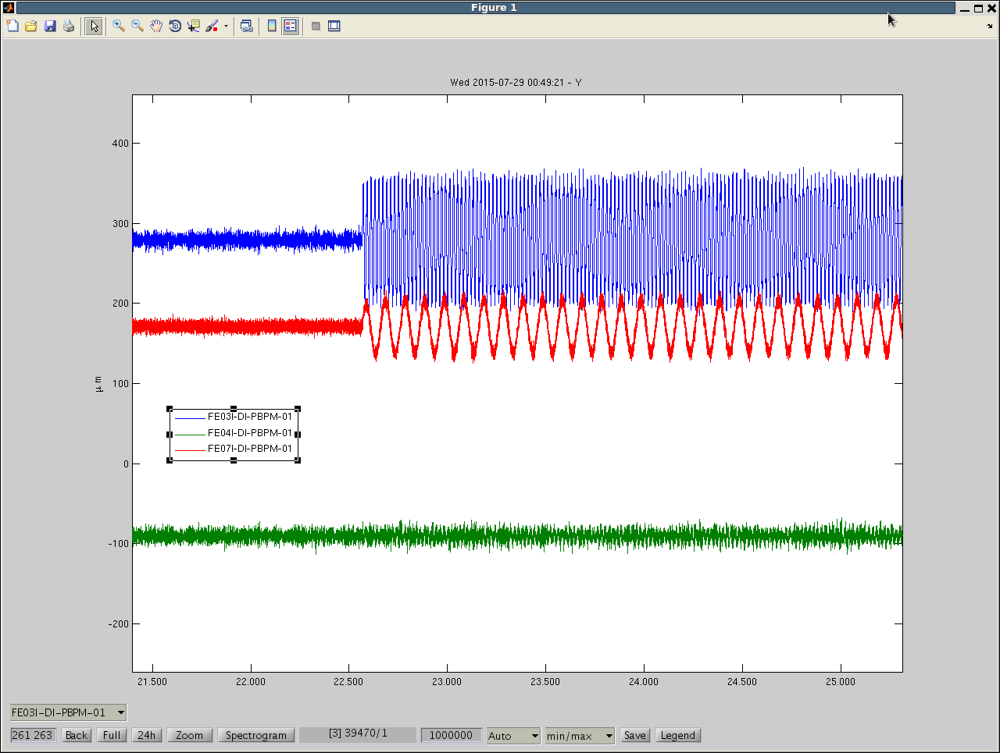 Figure 1
Wed 2015-07-29 00:49:21 - Y
400
300
200
100
0
-100
-200
μ m
FE03I-DI-PBPM-01
FE04I-DI-PBPM-01
FE07I-DI-PBPM-01
21.500 22.000 22.500 23.000 23.500 24.000 24.500 25.000
FE03I-DI-PBPM-01
261 263 Back Full 24h Zoom Spectrogram [3] 39470/1 1000000 Auto min/max Save Legend